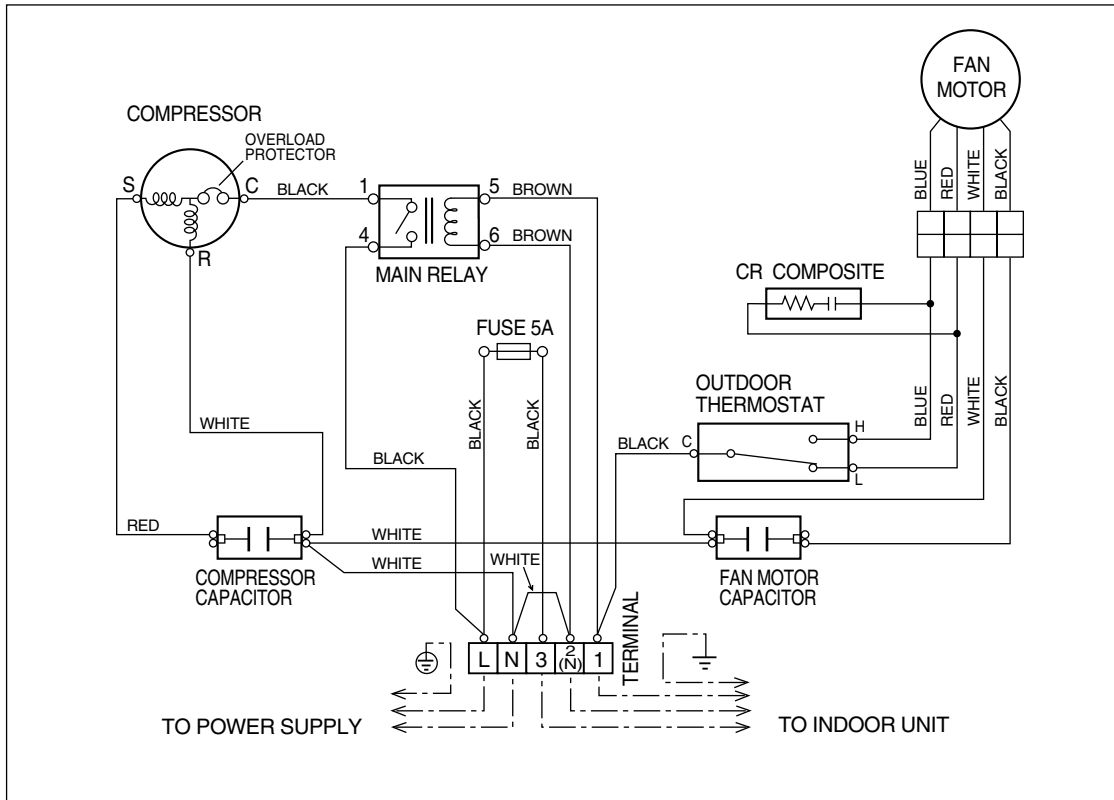 FAN
MOTOR
COMPRESSOR
OVERLOAD
PROTECTOR
BLUE
RED
WHITE
BLACK
S
C
BLACK
1
5
BROWN
4
6
BROWN
R
MAIN RELAY
CR COMPOSITE
FUSE 5A
OUTDOOR
THERMOSTAT
BLUE
RED
WHITE
BLACK
WHITE
BLACK
BLACK
BLACK
C
H
BLACK
L
RED
WHITE
WHITE
WHITE
COMPRESSOR
CAPACITOR
FAN MOTOR
CAPACITOR
TERMINAL
L N 3 2 (N) 1
TO POWER SUPPLY
TO INDOOR UNIT